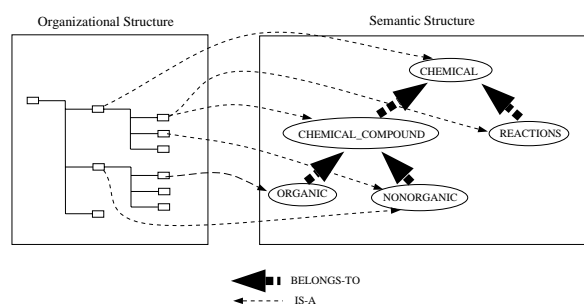 Organizational Structure
Semantic Structure
CHEMICAL
CHEMICAL_COMPOUND
REACTIONS
ORGANIC
NONORGANIC
BELONGS-TO
IS-A